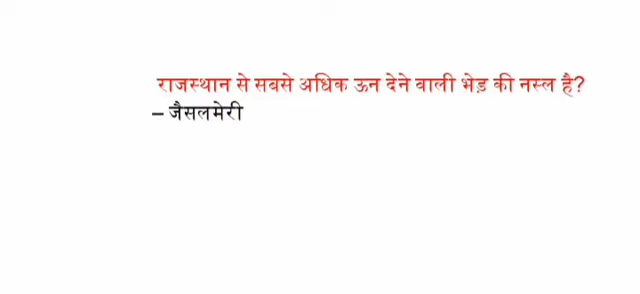 राजस्थान से सबसे अधिक ऊन देने वाली भेड़ की नस्ल है?
– जैसलमेरी